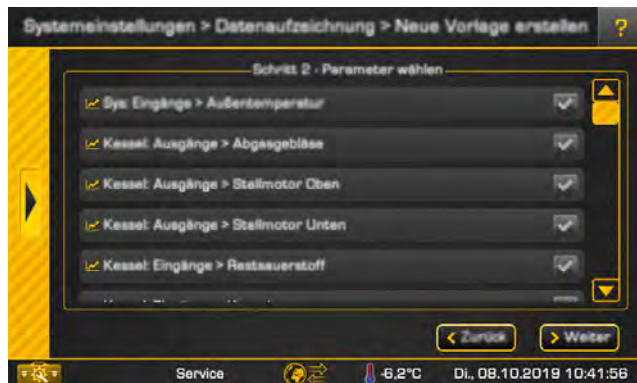 Systemeinstellungen > Datenaufzeichnung > Neue Vorlage erstellen ?
Schritt 2 - Parameter wählen
Sys: Eingänge > Außentemperatur
Kessel: Ausgänge > Abgasgebläse
Kessel: Ausgänge > Stellmotor Oben
Kessel: Ausgänge > Stellmotor Unten
Kessel: Eingänge > Restsauerstoff
< Zurück > Weiter
Service -6,2°C Di., 08.10.2019 10:41:56